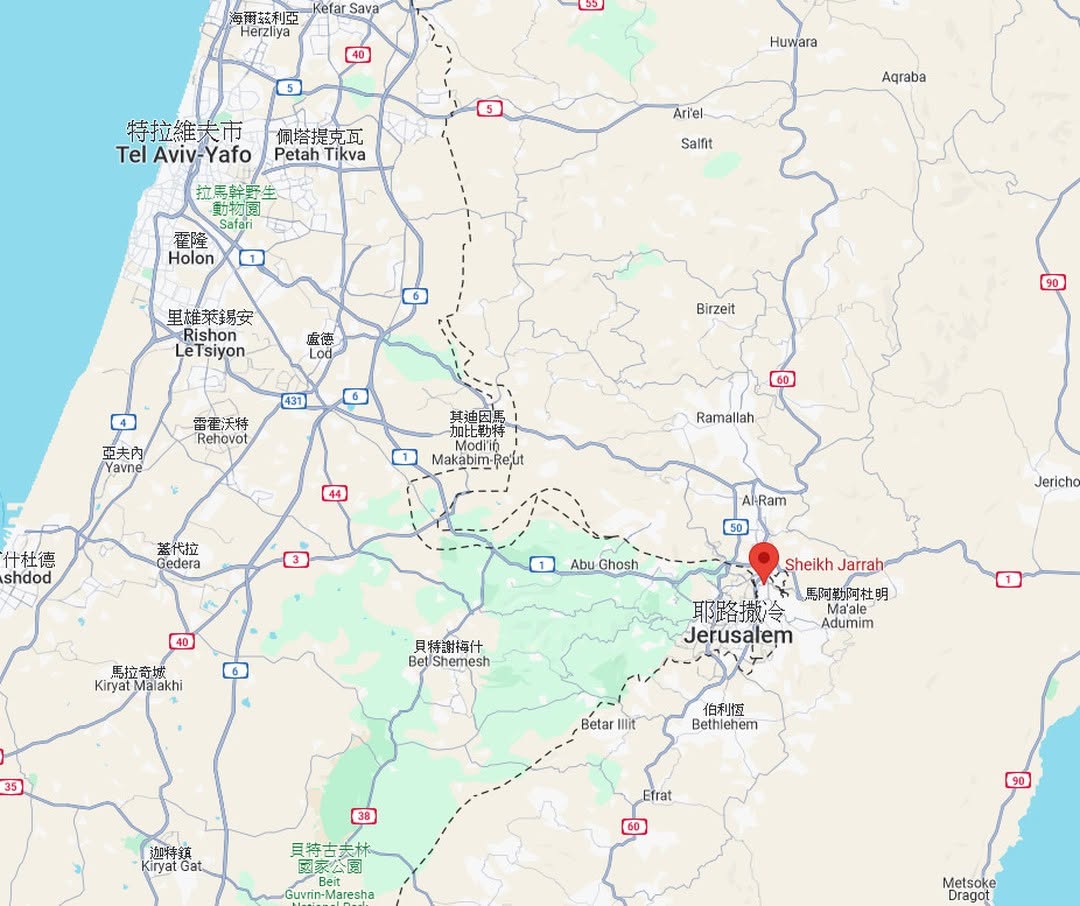 Kefar Sava
海爾茲利亞
Herzliya
40
55
Huwara
Aqraba
5
5
Ari'el
特拉維夫市
Tel Aviv-Yafo
佩塔提克瓦
Petah Tikva
Salfit
拉馬幹野生
動物園
Safari
霍隆
Holon
1
6
90
里雄萊錫安
Rishon
LeTsiyon
盧德
Lod
Birzeit
60
431
6
4
雷霍沃特
Rehovot
其迪因馬
加比勒特
Modi'in
Makabim-Re'ut
Ramallah
亞夫內
Yavne
1
44
Jericho
Al-Ram
50
什杜德
Ashdod
蓋代拉
Gedera
3
1
Abu Ghosh
Sheikh Jarrah
1
馬阿勒阿杜明
Ma'ale
Adumim
耶路撒冷
Jerusalem
40
貝特謝梅什
Bet Shemesh
6
馬拉奇城
Kiryat Malakhi
伯利恆
Bethlehem
Betar Illit
35
90
Efrat
38
60
迦特鎮
Kiryat Gat
貝特古夫林
國家公園
Beit
Guvrin-Maresha
National Park
Metsoke
Dragot